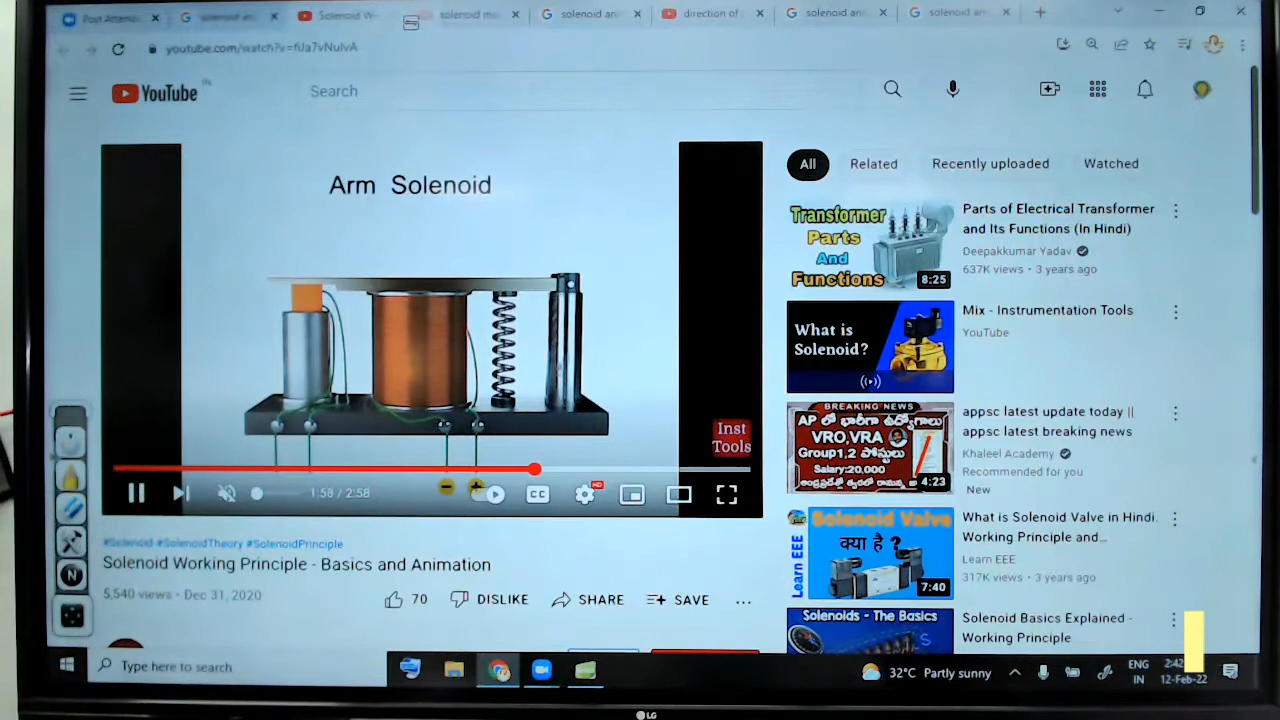 Post Attenda
solenoid an
Solenoid W
solenoid m
solenoid an
direction of
solenoid an
solenoid an
youtube.com/watch?v=fiJa7vNuIvA
YouTube IN
Search
Arm Solenoid
Inst
Tools
1:58 / 2:58
CC
HD
#Solenoid #SolenoidTheory #SolenoidPrinciple
Solenoid Working Principle - Basics and Animation
5,540 views • Dec 31, 2020
70
DISLIKE
SHARE
SAVE
All
Related
Recently uploaded
Watched
Transformer
Parts
And
Functions
8:25
Parts of Electrical Transformer
and Its Functions (In Hindi)
Deepakkumar Yadav
637K views • 3 years ago
What is
Solenoid?
Mix - Instrumentation Tools
YouTube
BREAKING NEWS
AP లో భారీగా ఉద్యోగాలు
VRO,VRA
Group1,2 పోస్టులు
Salary:20,000
4:23
appsc latest update today ||
appsc latest breaking news
Khaleel Academy
Recommended for you
New
Solenoid Valve
क्या है ?
Learn EEE
7:40
What is Solenoid Valve in Hindi.
Working Principle and...
Learn EEE
317K views • 3 years ago
Solenoids - The Basics
S
Solenoid Basics Explained -
Working Principle
N
Type here to search
32°C Partly sunny
ENG
IN
2:42
12-Feb-22
LG